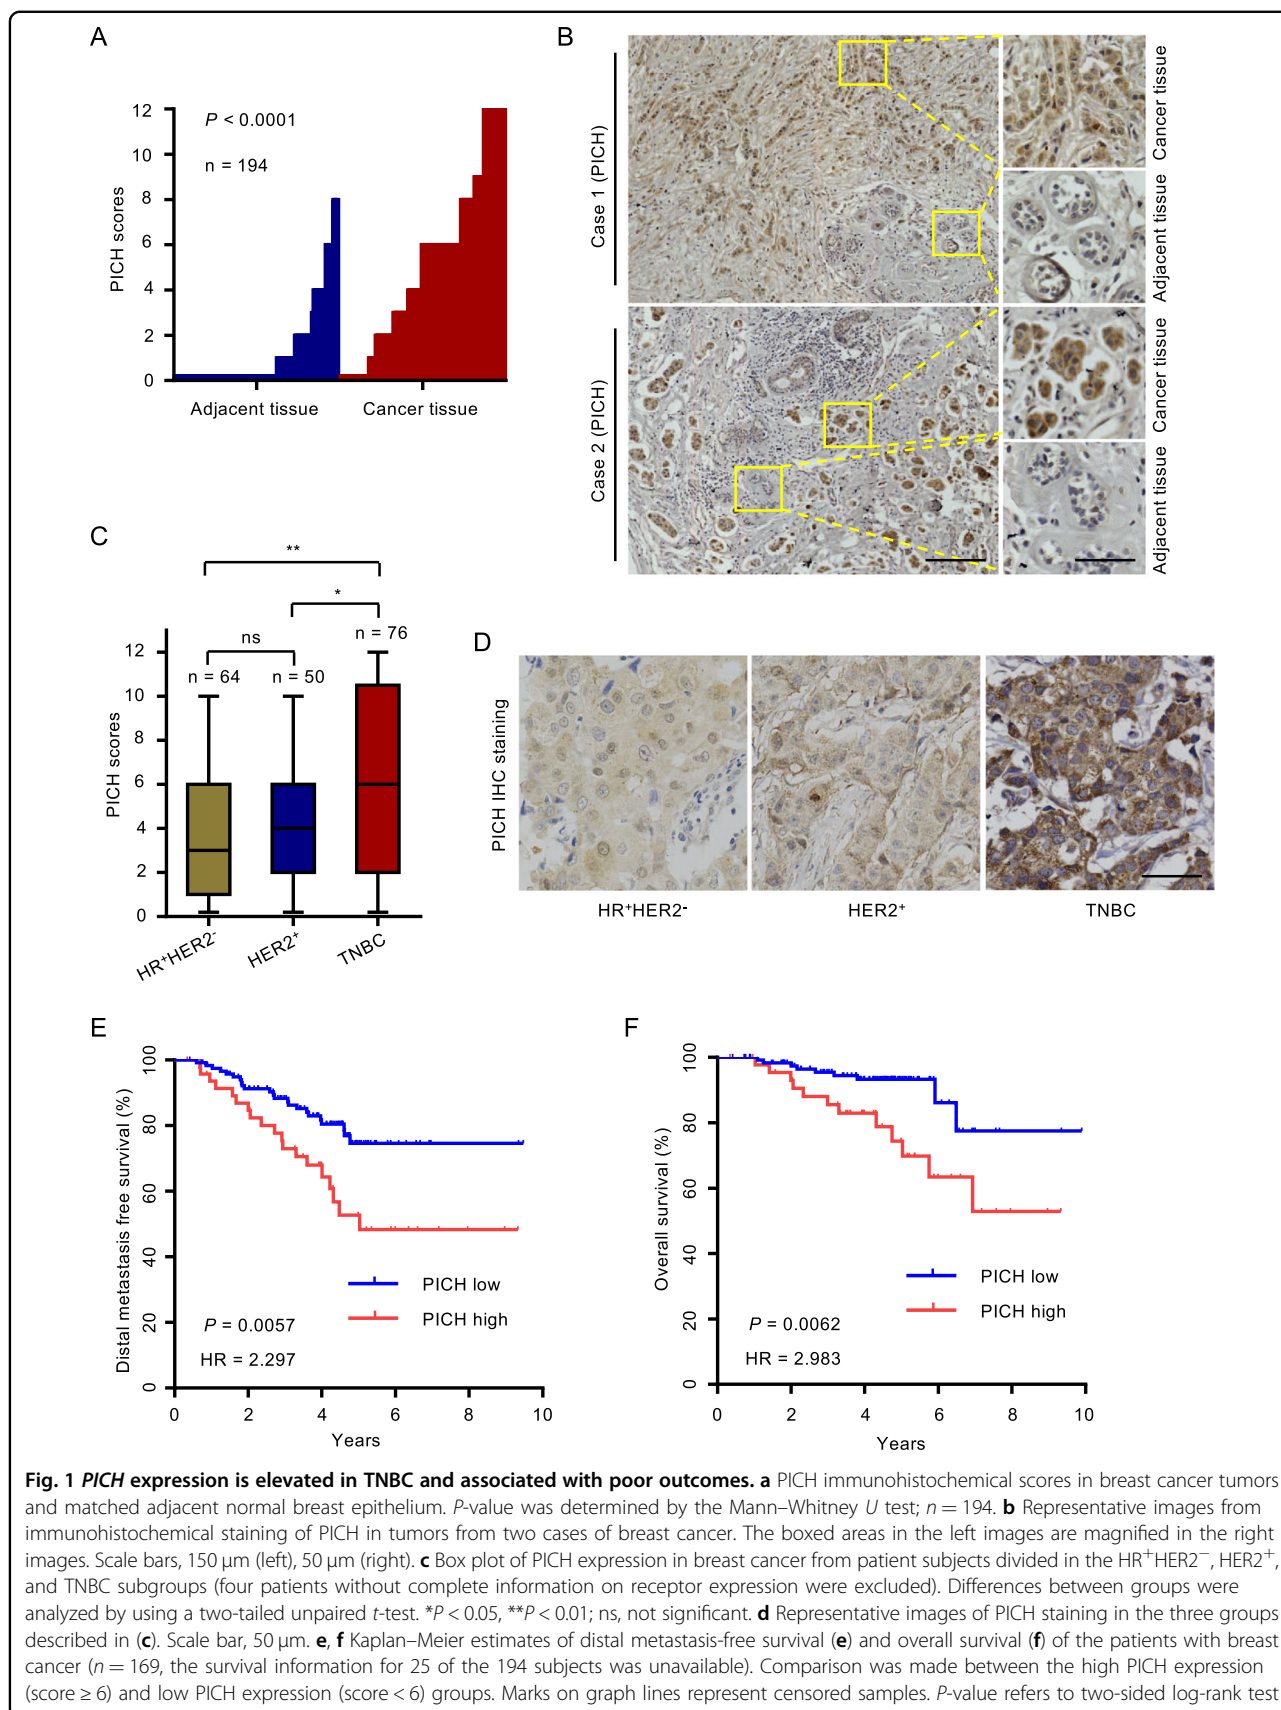 A
12
10
8
6
4
2
0
PICH scores
P < 0.0001
n = 194
Adjacent tissue
Cancer tissue
B
Case 1 (PICH)
Case 2 (PICH)
Cancer tissue
Adjacent tissue
Cancer tissue
Adjacent tissue
C
**
*
ns
n = 76
n = 64
n = 50
12
10
8
6
4
2
0
PICH scores
HR⁺HER2⁻
HER2⁺
TNBC
D
PICH IHC staining
HR⁺HER2⁻
HER2⁺
TNBC
E
100
80
60
40
20
0
Distal metastasis free survival (%)
PICH low
PICH high
P = 0.0057
HR = 2.297
0 2 4 6 8 10
Years
F
100
80
60
40
20
0
Overall survival (%)
PICH low
PICH high
P = 0.0062
HR = 2.983
0 2 4 6 8 10
Years
Fig. 1 PICH expression is elevated in TNBC and associated with poor outcomes. a PICH immunohistochemical scores in breast cancer tumors
and matched adjacent normal breast epithelium. P-value was determined by the Mann–Whitney U test; n = 194. b Representative images from
immunohistochemical staining of PICH in tumors from two cases of breast cancer. The boxed areas in the left images are magnified in the right
images. Scale bars, 150 μm (left), 50 μm (right). c Box plot of PICH expression in breast cancer from patient subjects divided in the HR⁺HER2⁻, HER2⁺,
and TNBC subgroups (four patients without complete information on receptor expression were excluded). Differences between groups were
analyzed by using a two-tailed unpaired t-test. *P < 0.05, **P < 0.01; ns, not significant. d Representative images of PICH staining in the three groups
described in (c). Scale bar, 50 μm. e, f Kaplan–Meier estimates of distal metastasis-free survival (e) and overall survival (f) of the patients with breast
cancer (n = 169, the survival information for 25 of the 194 subjects was unavailable). Comparison was made between the high PICH expression
(score ≥ 6) and low PICH expression (score < 6) groups. Marks on graph lines represent censored samples. P-value refers to two-sided log-rank test